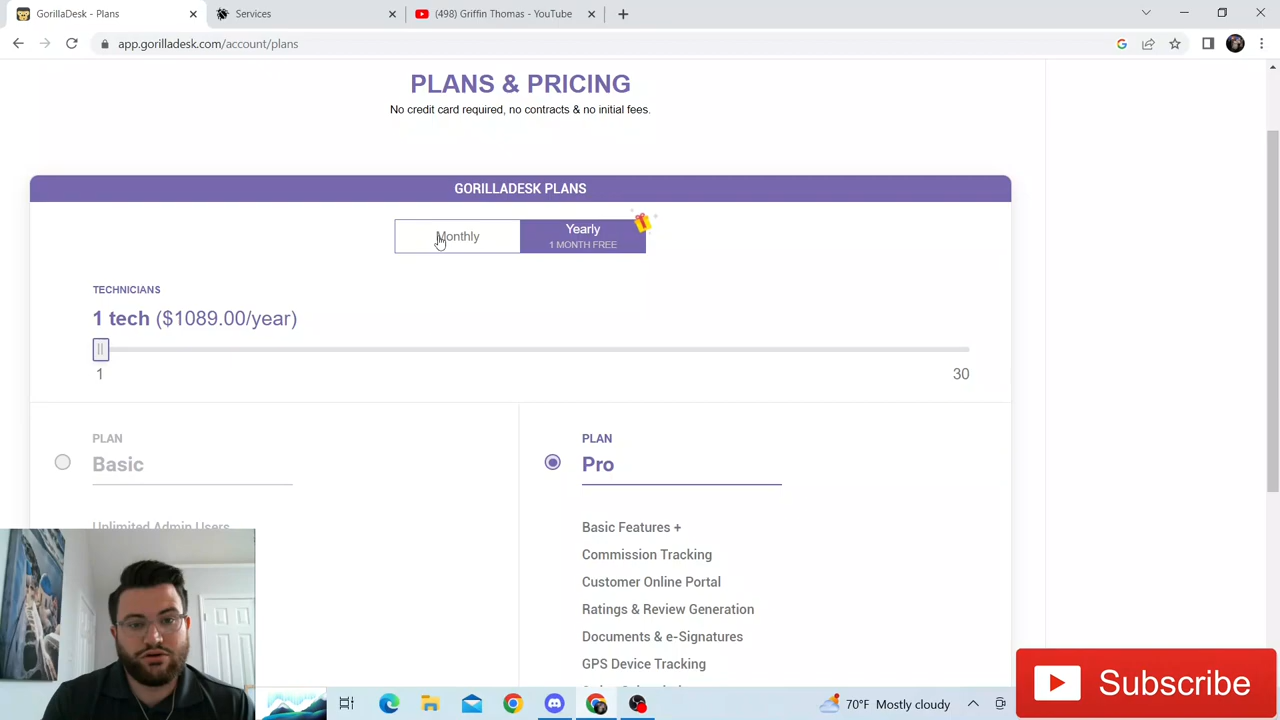 GorillaDesk - Plans
Services
(498) Griffin Thomas - YouTube
app.gorilladesk.com/account/plans
PLANS & PRICING
No credit card required, no contracts & no initial fees.
GORILLADESK PLANS
Monthly
Yearly
1 MONTH FREE
TECHNICIANS
1 tech ($1089.00/year)
1
30
PLAN
Basic
PLAN
Pro
Unlimited Admin Users
Basic Features +
Commission Tracking
Customer Online Portal
Ratings & Review Generation
Documents & e-Signatures
GPS Device Tracking
Subscribe
70°F Mostly cloudy